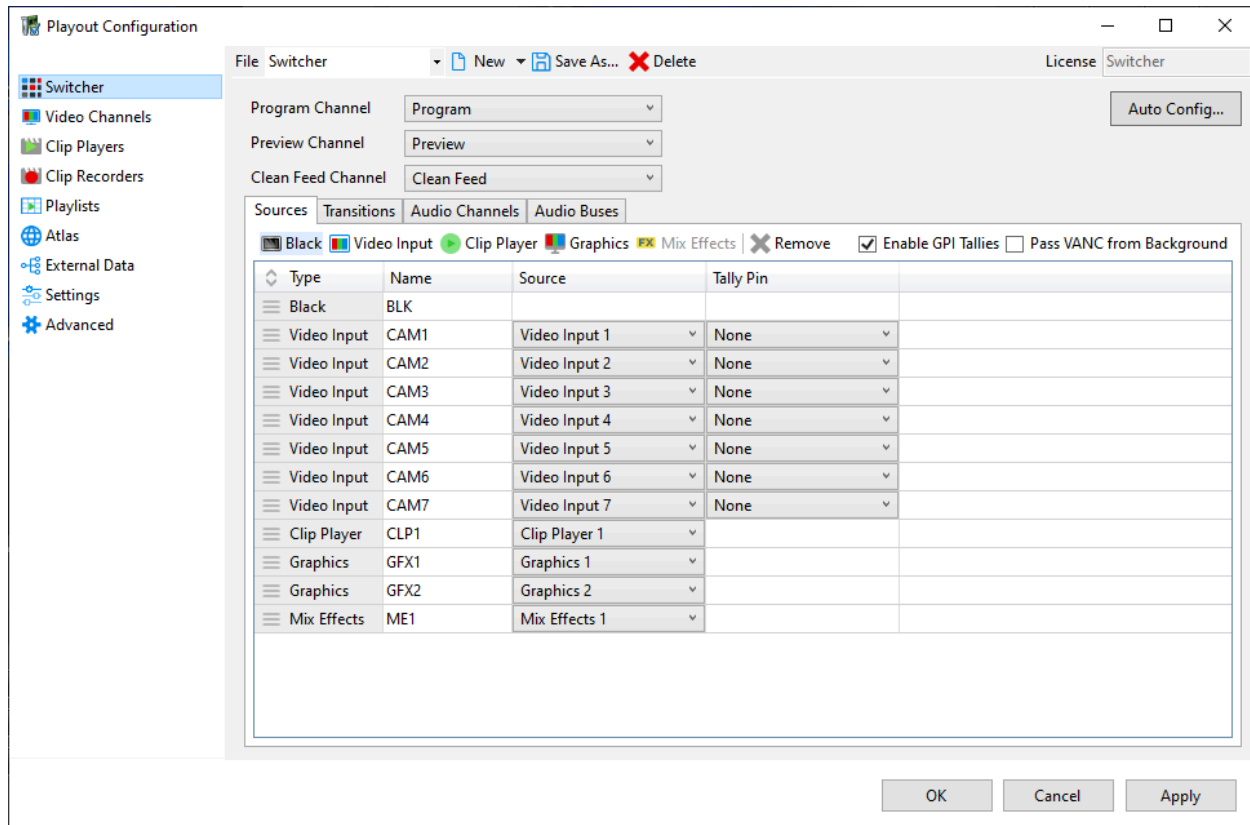 Playout Configuration
File Switcher New Save As... Delete License Switcher
Switcher
Video Channels
Clip Players
Clip Recorders
Playlists
Atlas
External Data
Settings
Advanced
Program Channel Program Auto Config...
Preview Channel Preview
Clean Feed Channel Clean Feed
Sources Transitions Audio Channels Audio Buses
Black Video Input Clip Player Graphics FX Mix Effects Remove Enable GPI Tallies Pass VANC from Background
Type Name Source Tally Pin
Black BLK
Video Input CAM1 Video Input 1 None
Video Input CAM2 Video Input 2 None
Video Input CAM3 Video Input 3 None
Video Input CAM4 Video Input 4 None
Video Input CAM5 Video Input 5 None
Video Input CAM6 Video Input 6 None
Video Input CAM7 Video Input 7 None
Clip Player CLP1 Clip Player 1
Graphics GFX1 Graphics 1
Graphics GFX2 Graphics 2
Mix Effects ME1 Mix Effects 1
OK Cancel Apply